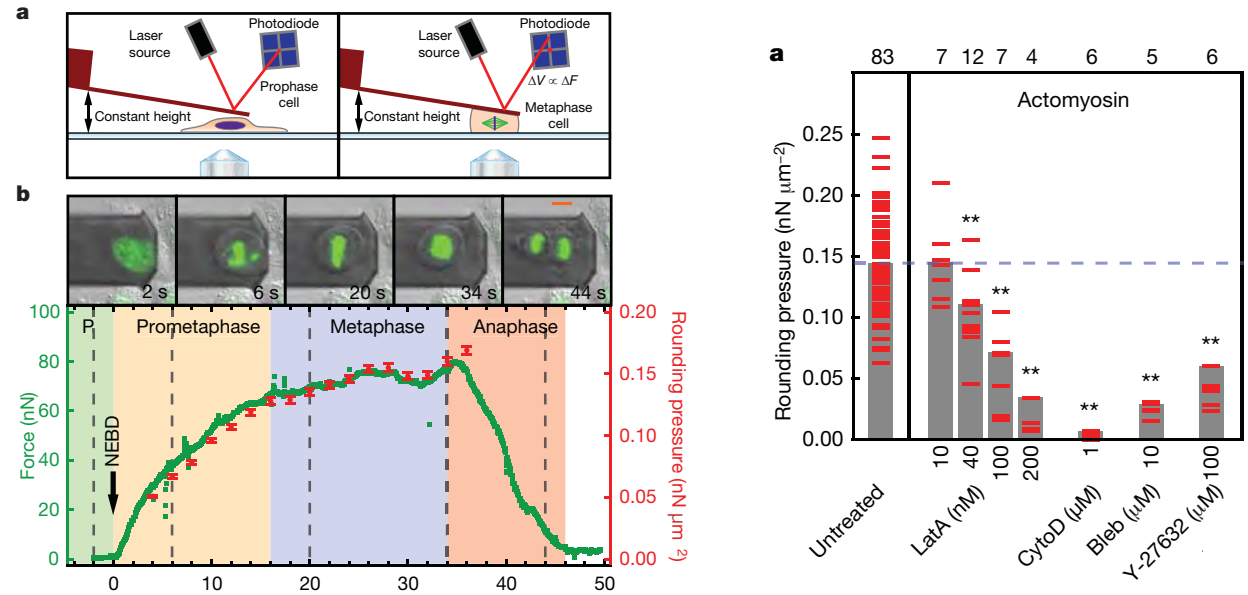 a
Laser source
Photodiode
Prophase cell
Constant height
Laser source
Photodiode
ΔV ∝ ΔF
Metaphase cell
Constant height
b
2 s
6 s
20 s
34 s
44 s
P
Prometaphase
Metaphase
Anaphase
NEBD
Force (nN)
100
80
60
40
20
0
0.20
0.15
0.10
0.05
0.00
Rounding pressure (nN μm⁻²)
0 10 20 30 40 50
a
83 7 12 7 4 6 5 6
Actomyosin
Rounding pressure (nN μm⁻²)
0.25
0.20
0.15
0.10
0.05
0.00
** ** ** ** ** **
10 40 100 200 1 10 100
Untreated
LatA (nM)
CytoD (μM)
Bleb (μM)
Y-27632 (μM)